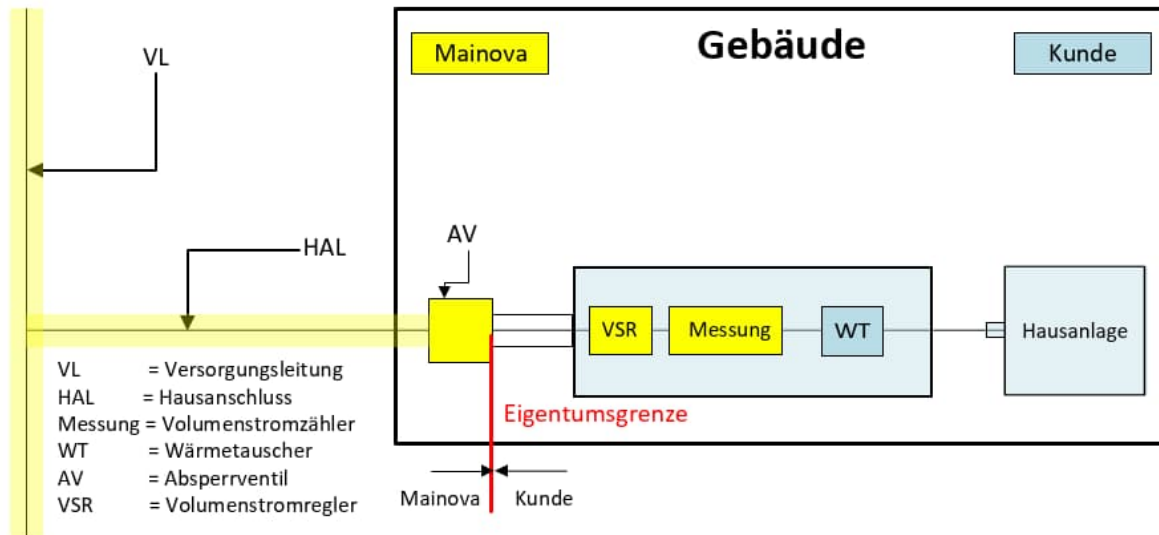 Mainova
Gebäude
Kunde
VL
HAL
AV
VSR
Messung
WT
Hausanlage
VL = Versorgungsleitung
HAL = Hausanschluss
Messung = Volumenstromzähler
WT = Wärmetauscher
AV = Absperrventil
VSR = Volumenstromregler
Eigentumsgrenze
Mainova
Kunde